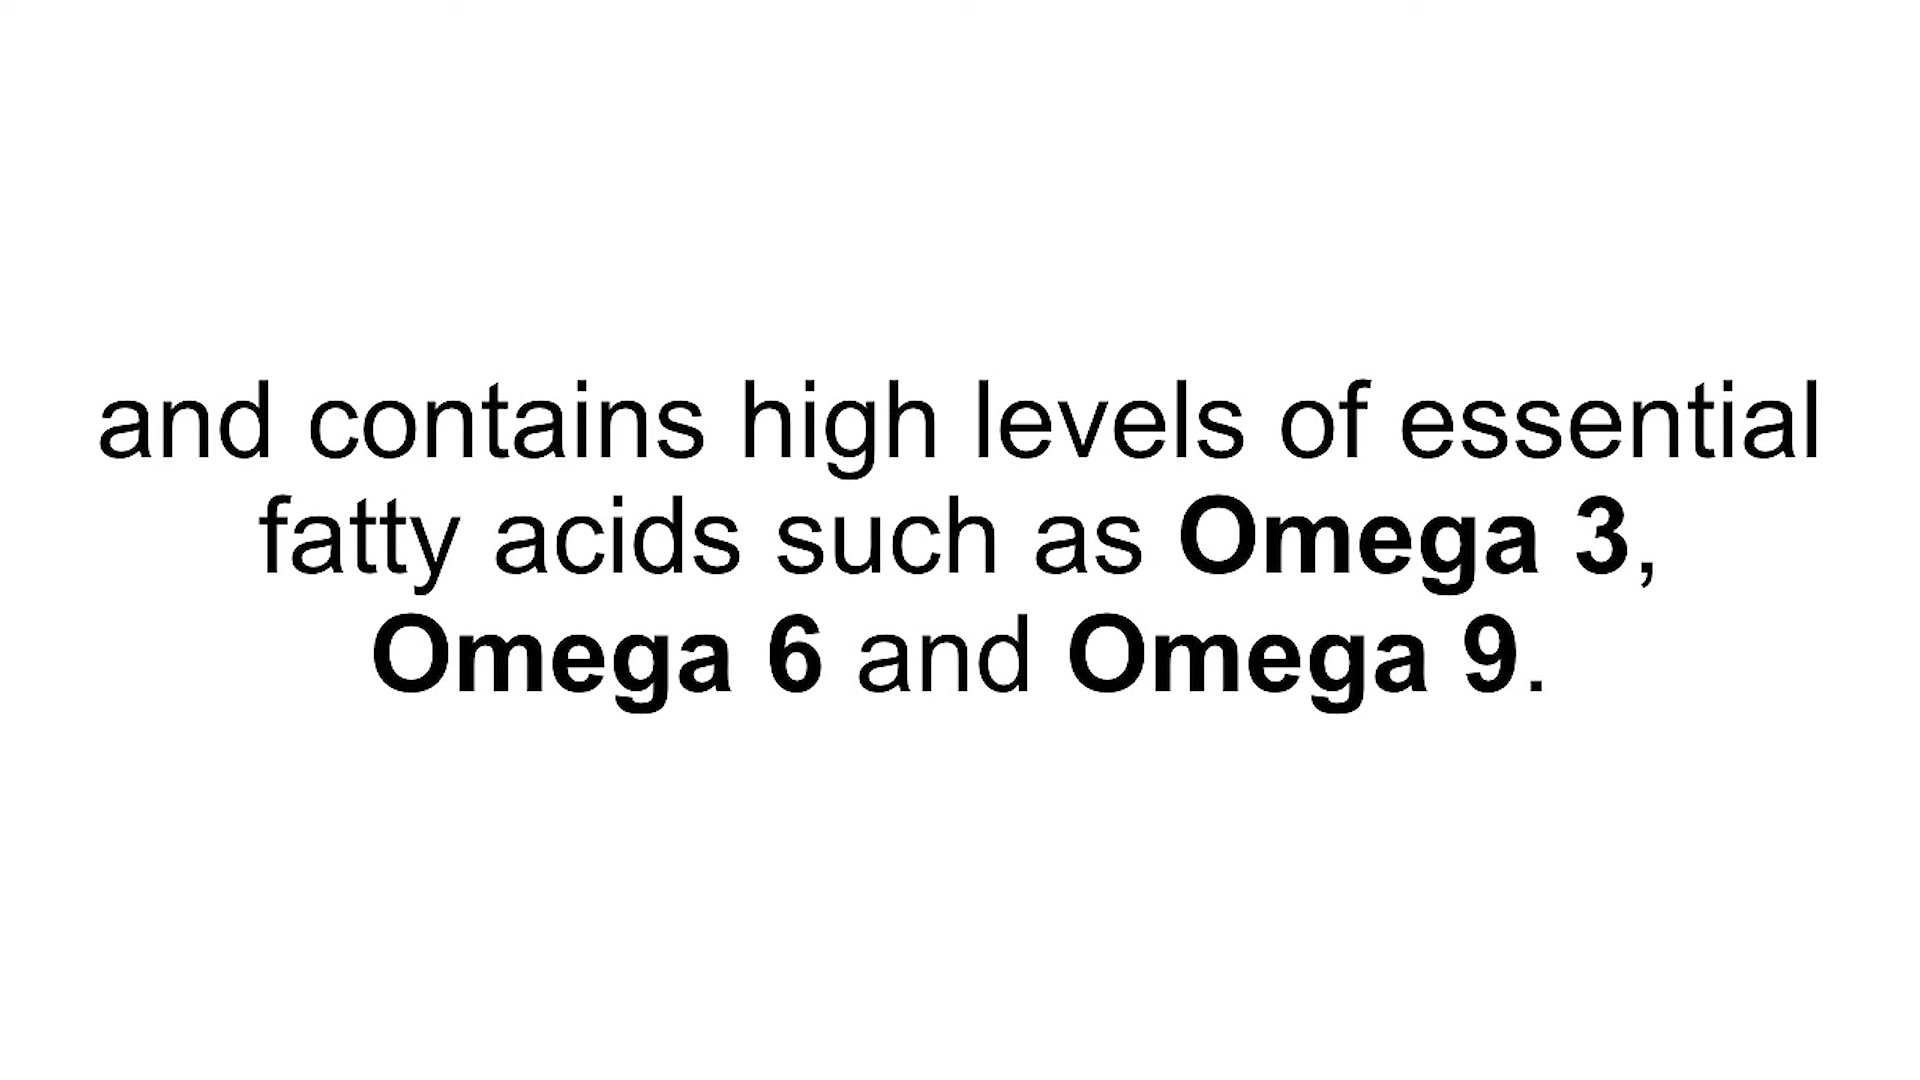 and contains high levels of essential
fatty acids such as Omega 3,
Omega 6 and Omega 9.